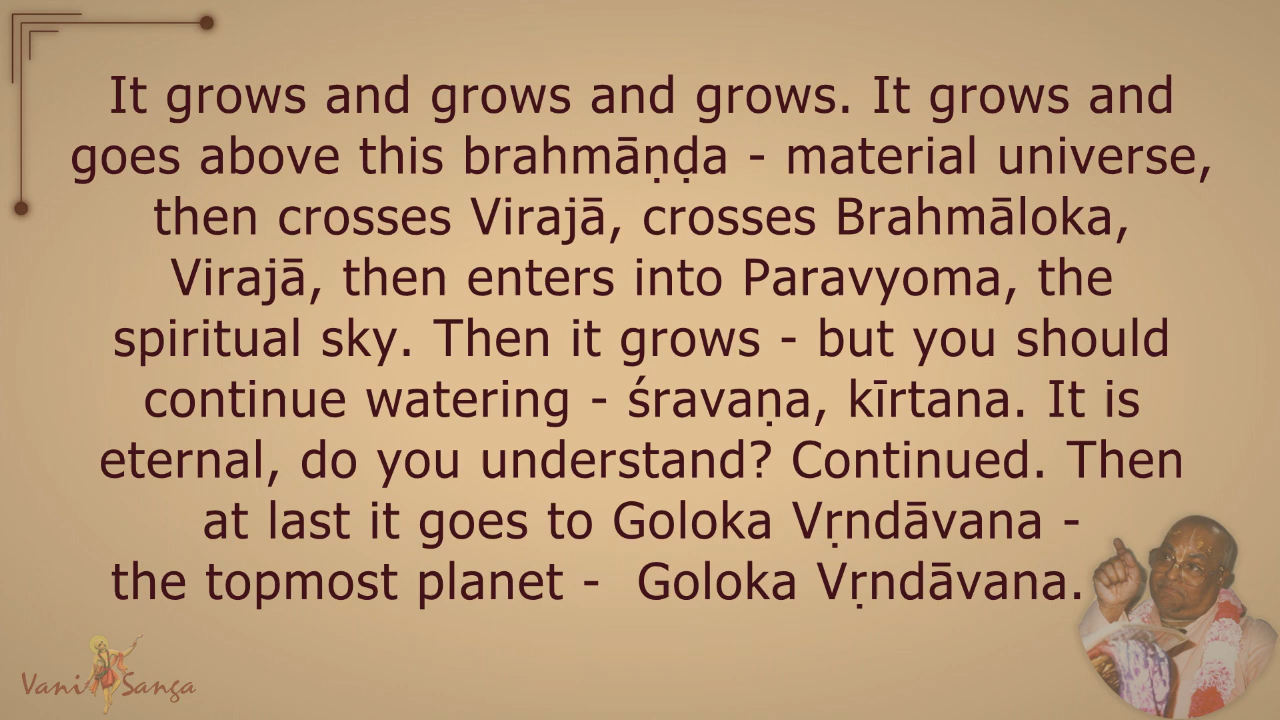 It grows and grows and grows. It grows and
goes above this brahmāṇḍa - material universe,
then crosses Virajā, crosses Brahmāloka,
Virajā, then enters into Paravyoma, the
spiritual sky. Then it grows - but you should
continue watering - śravaṇa, kīrtana. It is
eternal, do you understand? Continued. Then
at last it goes to Goloka Vṛndāvana -
the topmost planet - Goloka Vṛndāvana.
Vani Sanga